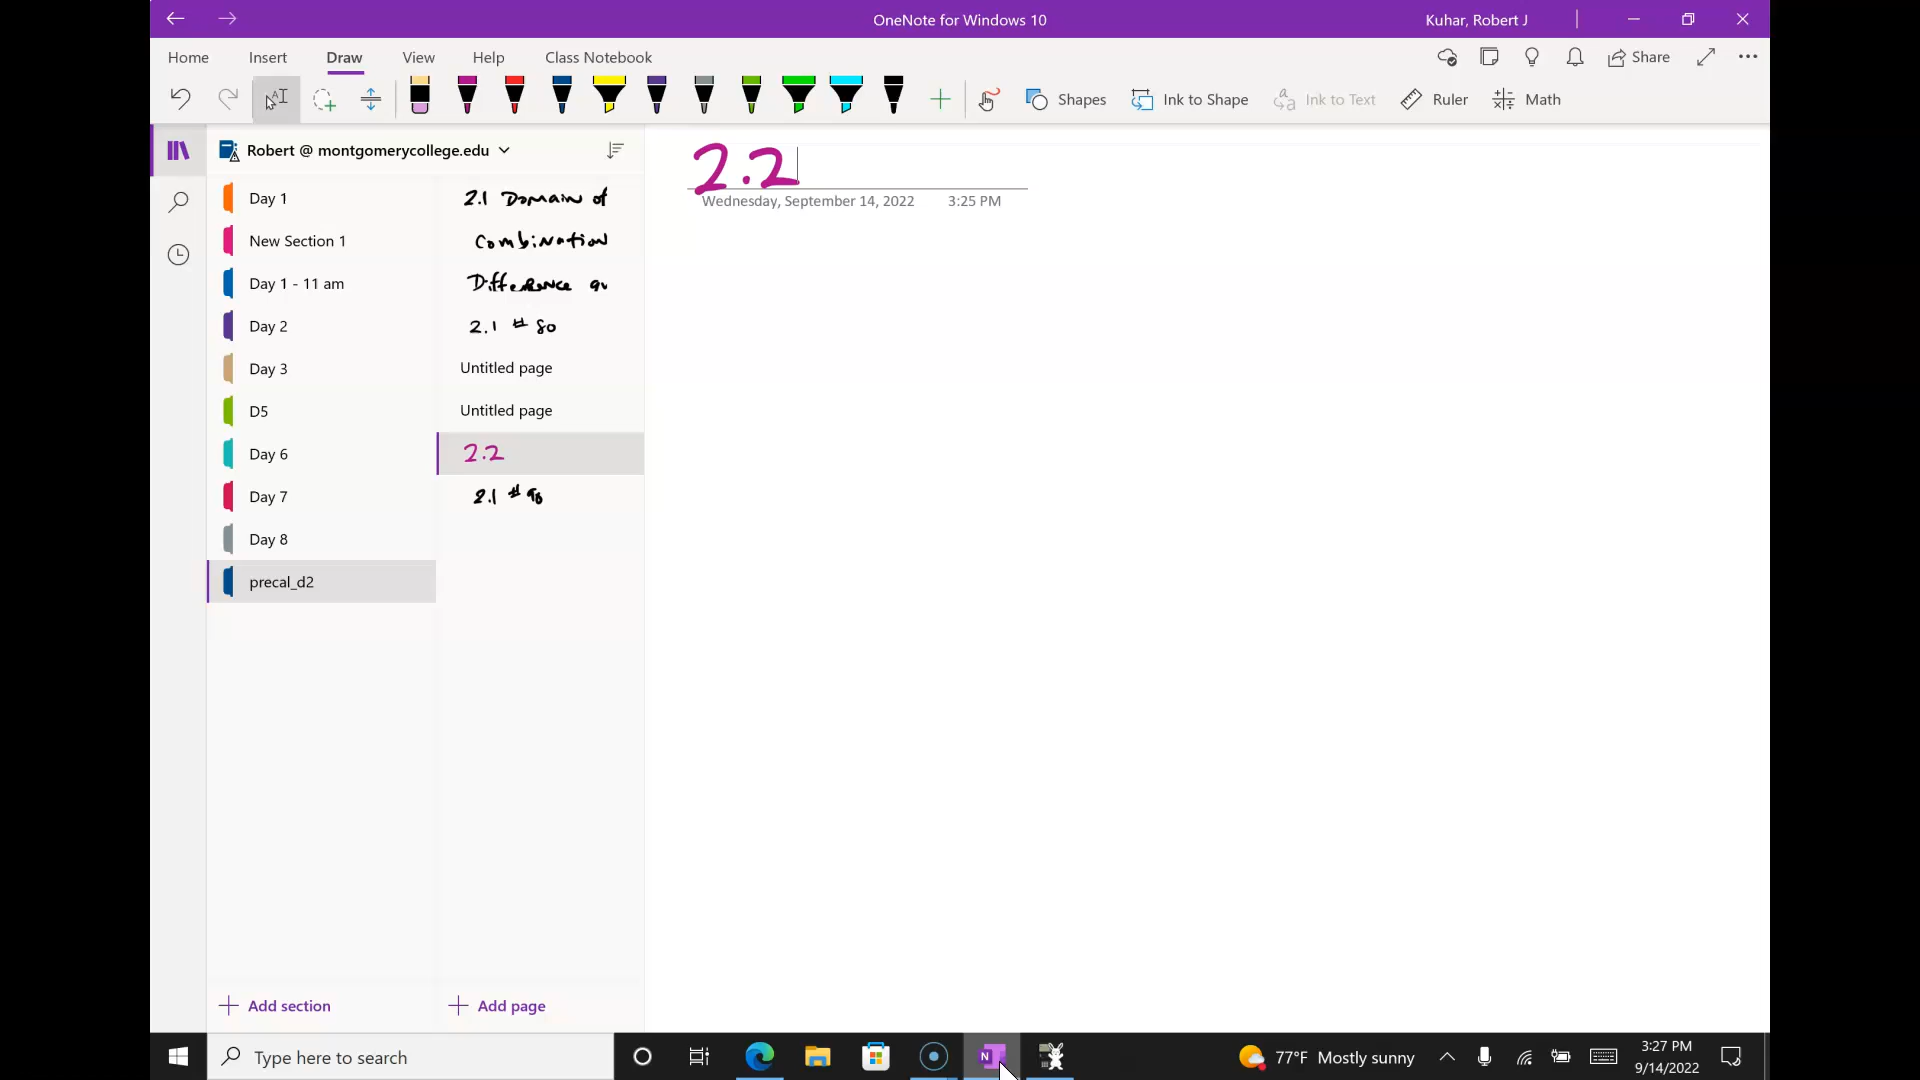 OneNote for Windows 10
Kuhar, Robert J
Home Insert Draw View Help Class Notebook
Share
Shapes Ink to Shape Ink to Text Ruler Math
Robert @ montgomerycollege.edu
Day 1
New Section 1
Day 1 - 11 am
Day 2
Day 3
D5
Day 6
Day 7
Day 8
precal_d2
Add section
2.1 Domain of
Combination
Difference qu
2.1 # 80
Untitled page
Untitled page
2.2
2.1 #
Add page
2.2
Wednesday, September 14, 2022 3:25 PM
Type here to search
77°F Mostly sunny
3:27 PM
9/14/2022